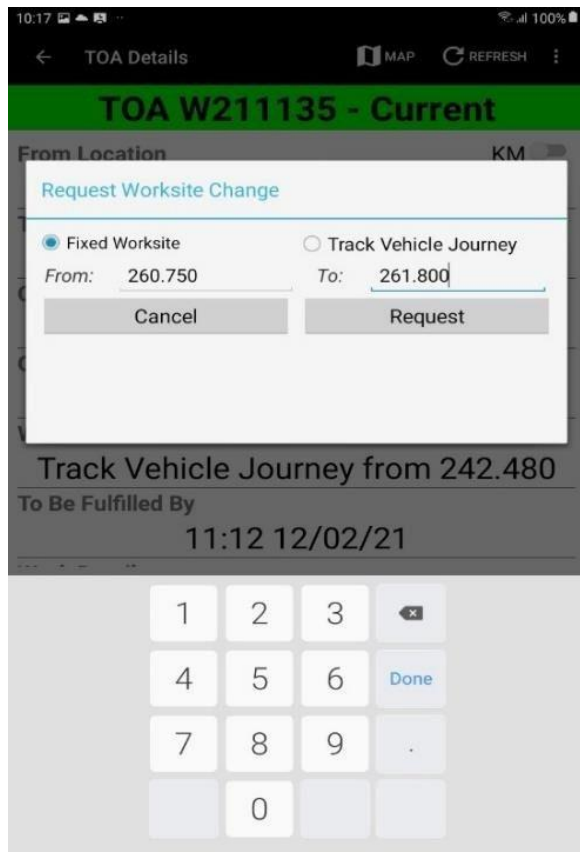 10:17 100%
TOA Details MAP REFRESH
TOA W211135 - Current
From Location KM
Request Worksite Change
Fixed Worksite Track Vehicle Journey
From: 260.750 To: 261.800
Cancel Request
Track Vehicle Journey from 242.480
To Be Fulfilled By
11:12 12/02/21
1 2 3
4 5 6 Done
7 8 9 .
0